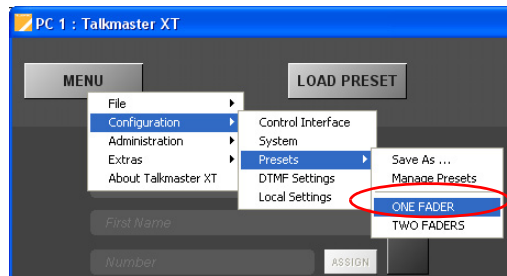 PC 1 : Talkmaster XT
MENU
LOAD PRESET
File
Configuration
Administration
Extras
About Talkmaster XT
Control Interface
System
Presets
DTMF Settings
Local Settings
Save As ...
Manage Presets
ONE FADER
TWO FADERS
First Name
Number
ASSIGN